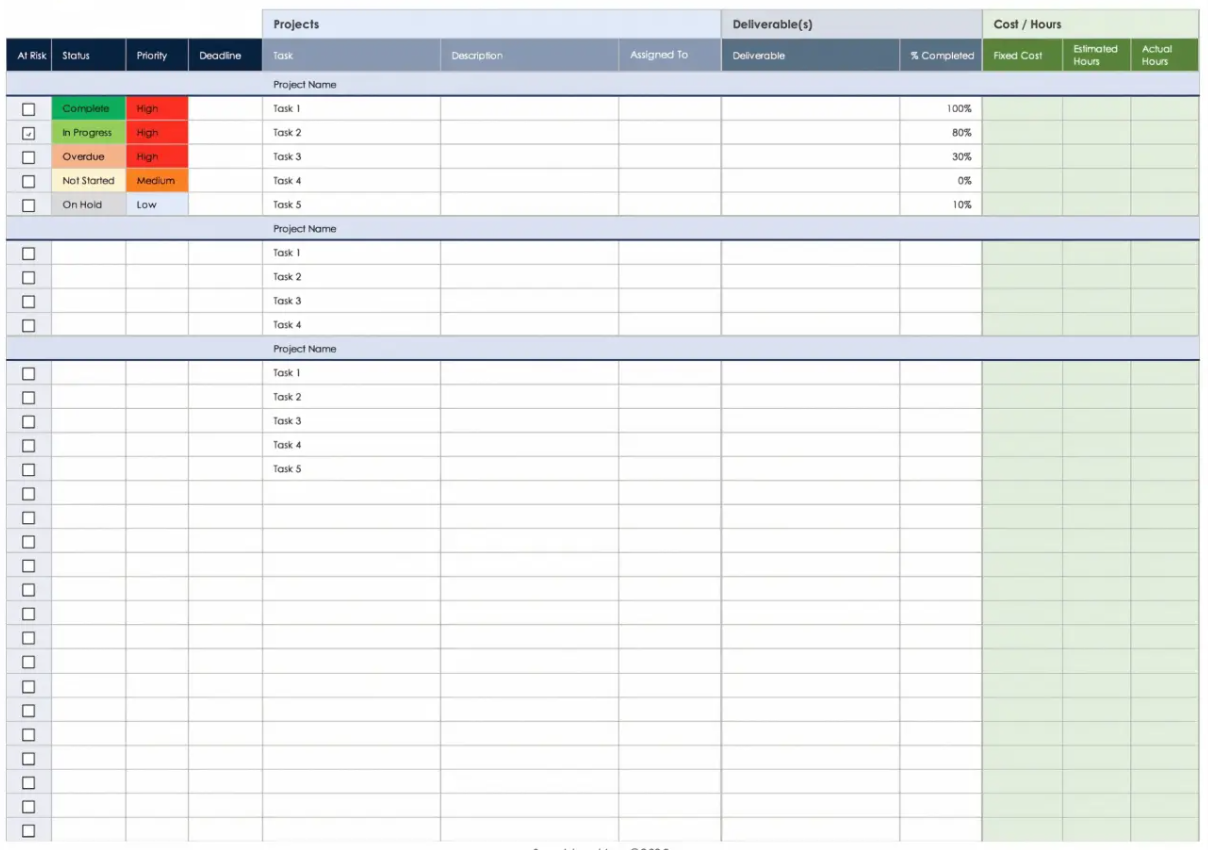 Projects Deliverable(s) Cost / Hours
At Risk Status Priority Deadline Task Description Assigned To Deliverable % Completed Fixed Cost Estimated Hours Actual Hours
Project Name
Complete High Task 1 100%
In Progress High Task 2 80%
Overdue High Task 3 30%
Not Started Medium Task 4 0%
On Hold Low Task 5 10%
Project Name
Task 1
Task 2
Task 3
Task 4
Project Name
Task 1
Task 2
Task 3
Task 4
Task 5